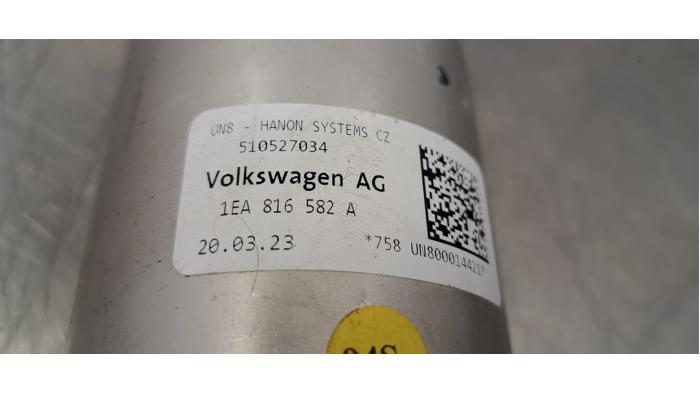 UN8 - HANON SYSTEMS CZ
510527034
Volkswagen AG
1EA 816 582 A
20.03.23 *758 UN800014421*